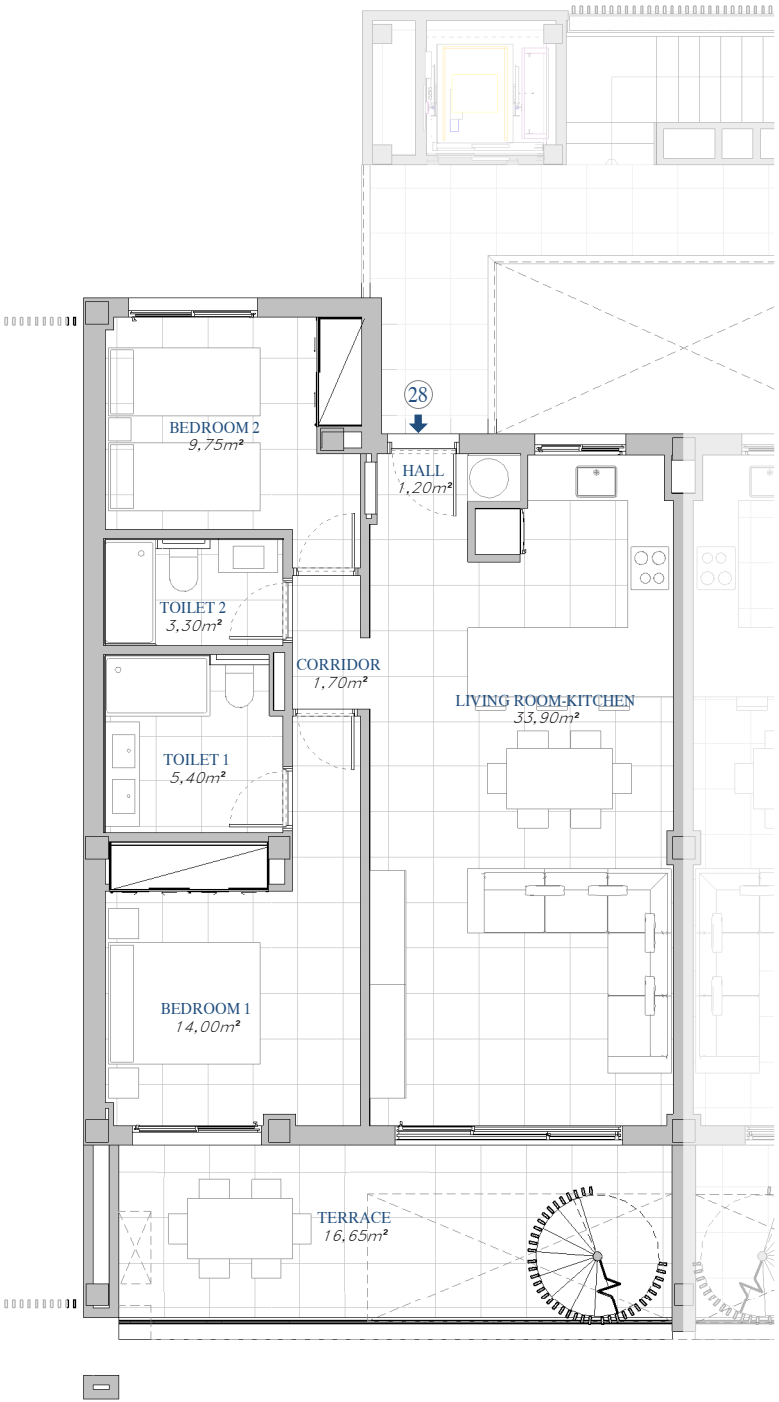 28
BEDROOM 2
9,75m²
HALL
1,20m²
TOILET 2
3,30m²
CORRIDOR
1,70m²
LIVING ROOM-KITCHEN
33,90m²
TOILET 1
5,40m²
BEDROOM 1
14,00m²
TERRACE
16,65m²